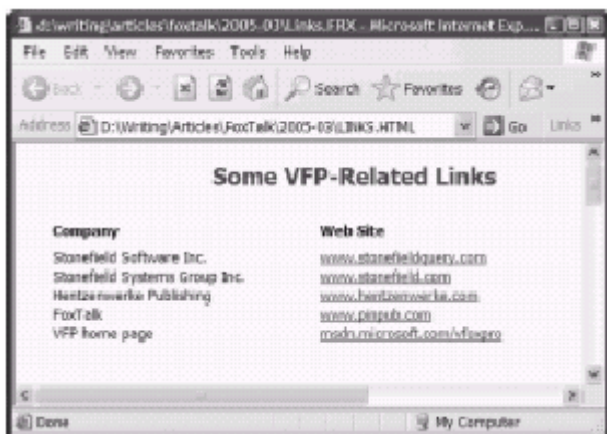 d:\writing\articles\foxtalk\2005-03\Links.FRX - Microsoft Internet Exp...
File Edit View Favorites Tools Help
Back Search Favorites
Address D:\Writing\Articles\FoxTalk\2005-03\LINKS.HTML Go Links
Some VFP-Related Links
Company Web Site
Stonefield Software Inc. www.stonefieldquery.com
Stonefield Systems Group Inc. www.stonefield.com
Hentzenwerke Publishing www.hentzenwerke.com
FoxTalk www.pinpub.com
VFP home page msdn.microsoft.com/vfoxpro
Done My Computer